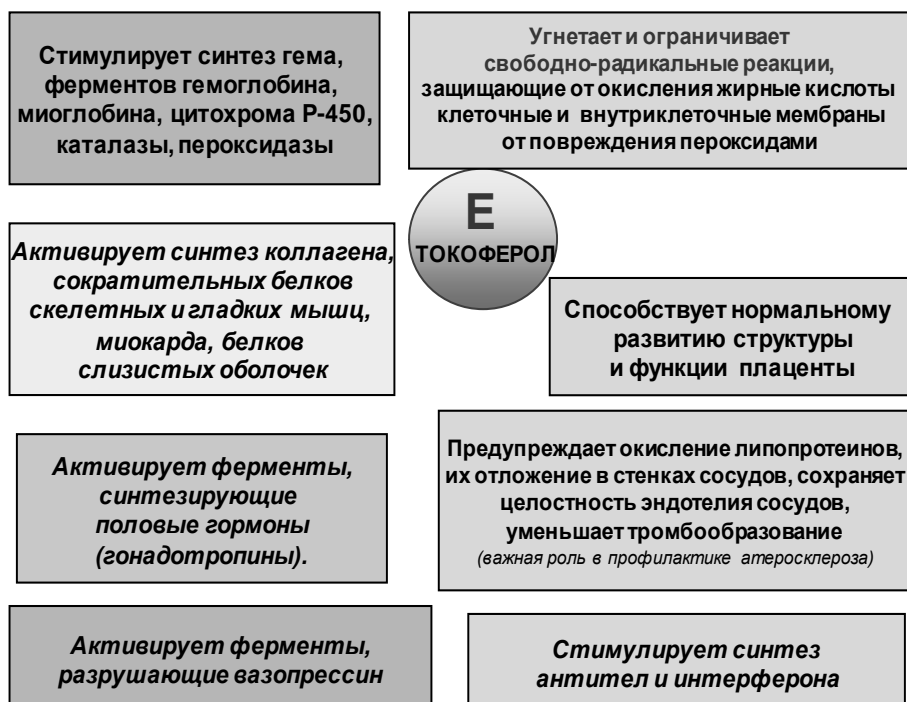 Стимулирует синтез гема,
ферментов гемоглобина,
миоглобина, цитохрома Р-450,
каталазы, пероксидазы
Угнетает и ограничивает
свободно-радикальные реакции,
защищающие от окисления жирные кислоты
клеточные и внутриклеточные мембраны
от повреждения пероксидами
Е
ТОКОФЕРОЛ
Активирует синтез коллагена,
сократительных белков
скелетных и гладких мышц,
миокарда, белков
слизистых оболочек
Способствует нормальному
развитию структуры
и функции плаценты
Активирует ферменты,
синтезирующие
половые гормоны
(гонадотропины).
Предупреждает окисление липопротеинов,
их отложение в стенках сосудов, сохраняет
целостность эндотелия сосудов,
уменьшает тромбообразование
(важная роль в профилактике атеросклероза)
Активирует ферменты,
разрушающие вазопрессин
Стимулирует синтез
антител и интерферона